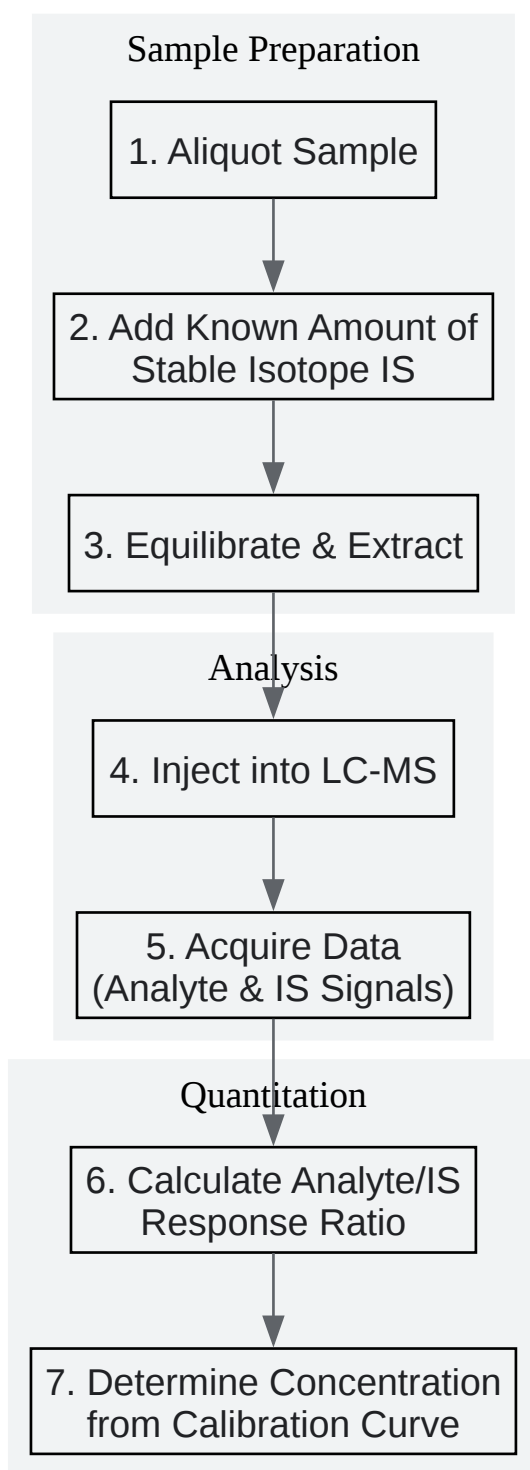 Sample Preparation
1. Aliquot Sample
2. Add Known Amount of
Stable Isotope IS
3. Equilibrate & Extract
Analysis
4. Inject into LC-MS
5. Acquire Data
(Analyte & IS Signals)
Quantitation
6. Calculate Analyte/IS
Response Ratio
7. Determine Concentration
from Calibration Curve